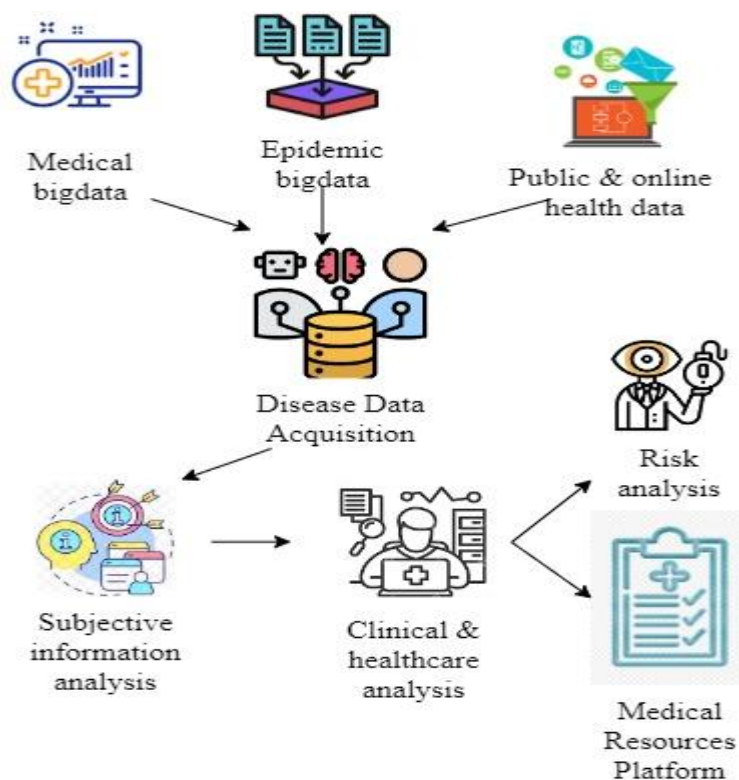 Medical
bigdata
Epidemic
bigdata
Public & online
health data
Disease Data
Acquisition
Risk
analysis
Subjective
information
analysis
Clinical &
healthcare
analysis
Medical
Resources
Platform